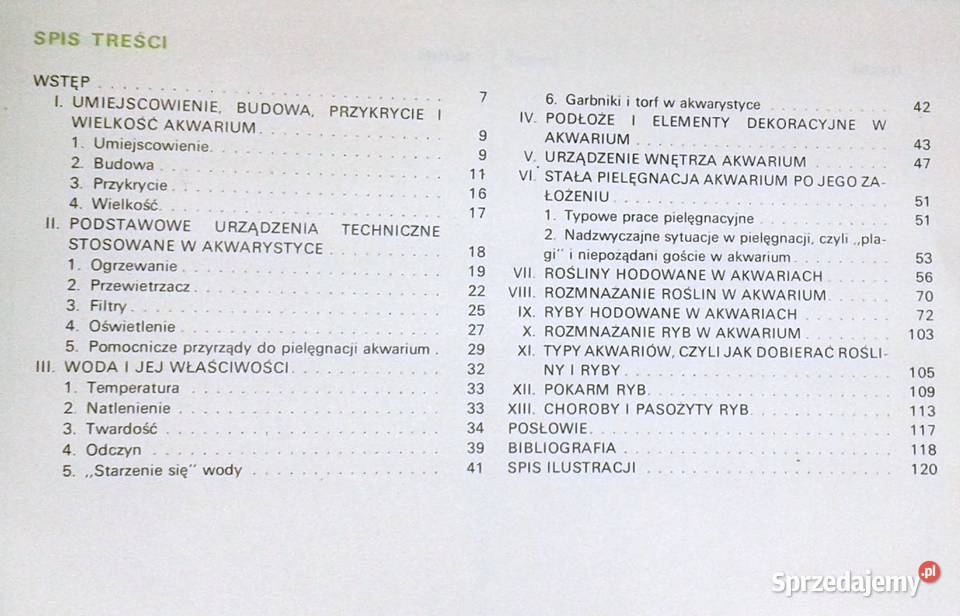 SPIS TREŚCI
WSTĘP . . . . . . . . . . . . . . . . . . . . 7
I. UMIEJSCOWIENIE, BUDOWA, PRZYKRYCIE I
WIELKOŚĆ AKWARIUM . . . . . . . . . . 9
1. Umiejscowienie . . . . . . . . . . . . . 9
2. Budowa . . . . . . . . . . . . . . . . 11
3. Przykrycie . . . . . . . . . . . . . . . 16
4. Wielkość . . . . . . . . . . . . . . . . 17
II. PODSTAWOWE URZĄDZENIA TECHNICZNE
STOSOWANE W AKWARYSTYCE . . . . . . 18
1. Ogrzewanie . . . . . . . . . . . . . . 19
2. Przewietrzacz . . . . . . . . . . . . . 22
3. Filtry . . . . . . . . . . . . . . . . . 25
4. Oświetlenie . . . . . . . . . . . . . . 27
5. Pomocnicze przyrządy do pielęgnacji akwarium . 29
III. WODA I JEJ WŁAŚCIWOŚCI . . . . . . . . 32
1. Temperatura . . . . . . . . . . . . . . 33
2. Natlenienie . . . . . . . . . . . . . . 33
3. Twardość . . . . . . . . . . . . . . . 34
4. Odczyn . . . . . . . . . . . . . . . . 39
5. „Starzenie się" wody . . . . . . . . . . 41
6. Garbniki i torf w akwarystyce . . . . . . . 42
IV. PODŁOŻE I ELEMENTY DEKORACYJNE W
AKWARIUM . . . . . . . . . . . . . . . 43
V. URZĄDZENIE WNĘTRZA AKWARIUM . . . . 47
VI. STAŁA PIELĘGNACJA AKWARIUM PO JEGO ZA-
ŁOŻENIU . . . . . . . . . . . . . . . . 51
1. Typowe prace pielęgnacyjne . . . . . . . 51
2. Nadzwyczajne sytuacje w pielęgnacji, czyli „pla-
gi" i niepożądani goście w akwarium . . . . . 53
VII. ROŚLINY HODOWANE W AKWARIACH . . . 56
VIII. ROZMNAŻANIE ROŚLIN W AKWARIUM . . . 70
IX. RYBY HODOWANE W AKWARIACH . . . . . 72
X. ROZMNAŻANIE RYB W AKWARIUM . . . . 103
XI. TYPY AKWARIÓW, CZYLI JAK DOBIERAĆ ROŚLI-
NY I RYBY . . . . . . . . . . . . . . . 105
XII. POKARM RYB . . . . . . . . . . . . . . 109
XIII. CHOROBY I PASOŻYTY RYB . . . . . . . . 113
POSŁOWIE . . . . . . . . . . . . . . . . . 117
BIBLIOGRAFIA . . . . . . . . . . . . . . . 118
SPIS ILUSTRACJI . . . . . . . . . . . . . . 120
Sprzedajemy.pl